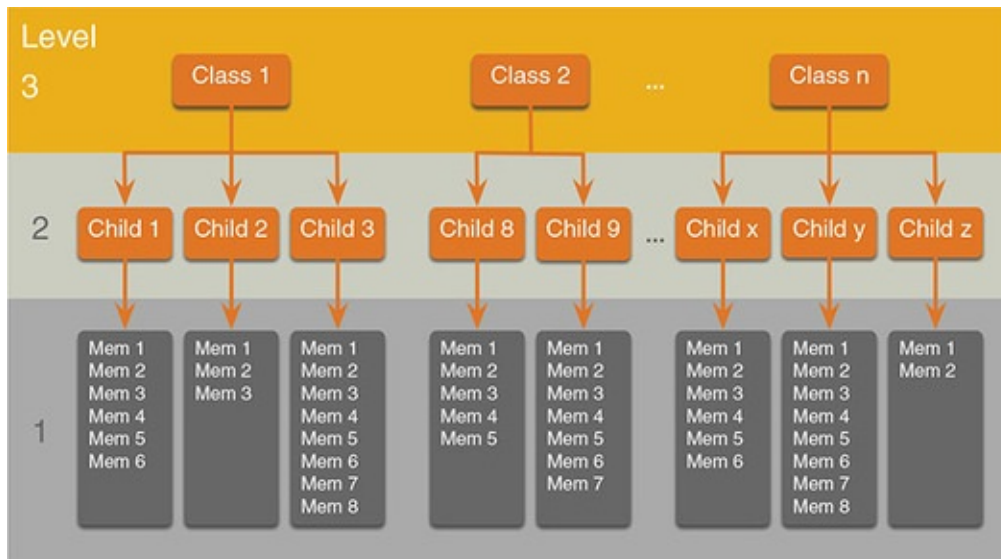 Level
3
Class 1
Class 2
...
Class n
2
Child 1
Child 2
Child 3
Child 8
Child 9
...
Child x
Child y
Child z
1
Mem 1
Mem 2
Mem 3
Mem 4
Mem 5
Mem 6
Mem 1
Mem 2
Mem 3
Mem 1
Mem 2
Mem 3
Mem 4
Mem 5
Mem 6
Mem 7
Mem 8
Mem 1
Mem 2
Mem 3
Mem 4
Mem 5
Mem 1
Mem 2
Mem 3
Mem 4
Mem 5
Mem 6
Mem 7
Mem 1
Mem 2
Mem 3
Mem 4
Mem 5
Mem 6
Mem 1
Mem 2
Mem 3
Mem 4
Mem 5
Mem 6
Mem 7
Mem 8
Mem 1
Mem 2